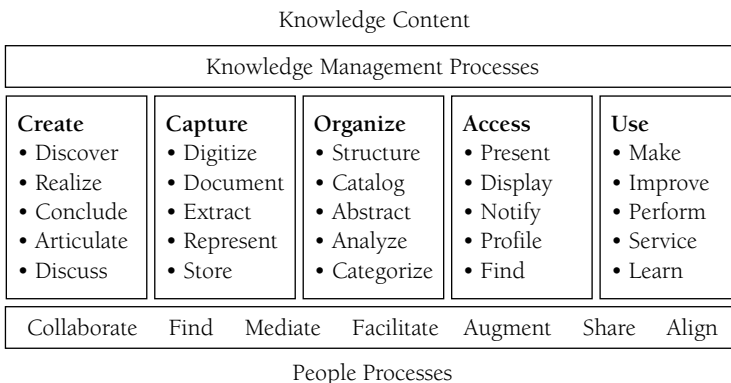 Knowledge Content
Knowledge Management Processes
Create
• Discover
• Realize
• Conclude
• Articulate
• Discuss
Capture
• Digitize
• Document
• Extract
• Represent
• Store
Organize
• Structure
• Catalog
• Abstract
• Analyze
• Categorize
Access
• Present
• Display
• Notify
• Profile
• Find
Use
• Make
• Improve
• Perform
• Service
• Learn
Collaborate Find Mediate Facilitate Augment Share Align
People Processes